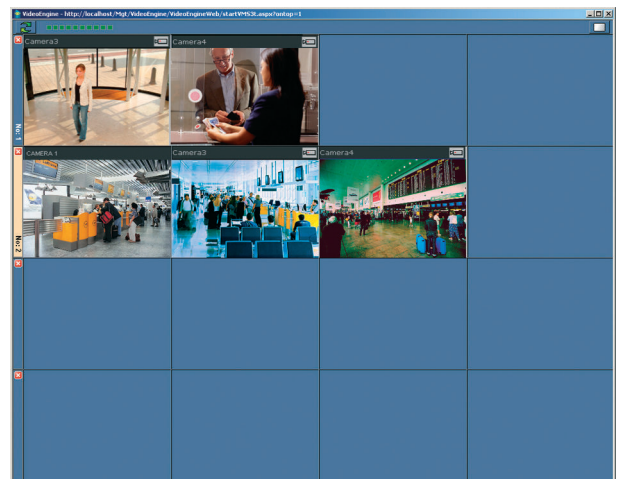 VideoEngine - http://localhost/Mgt/VideoEngine/VideoEngineWeb/startVMS3t.aspx?ontop=1
Camera3
Camera4
No: 1
CAMERA 1
Camera3
Camera4
No: 2